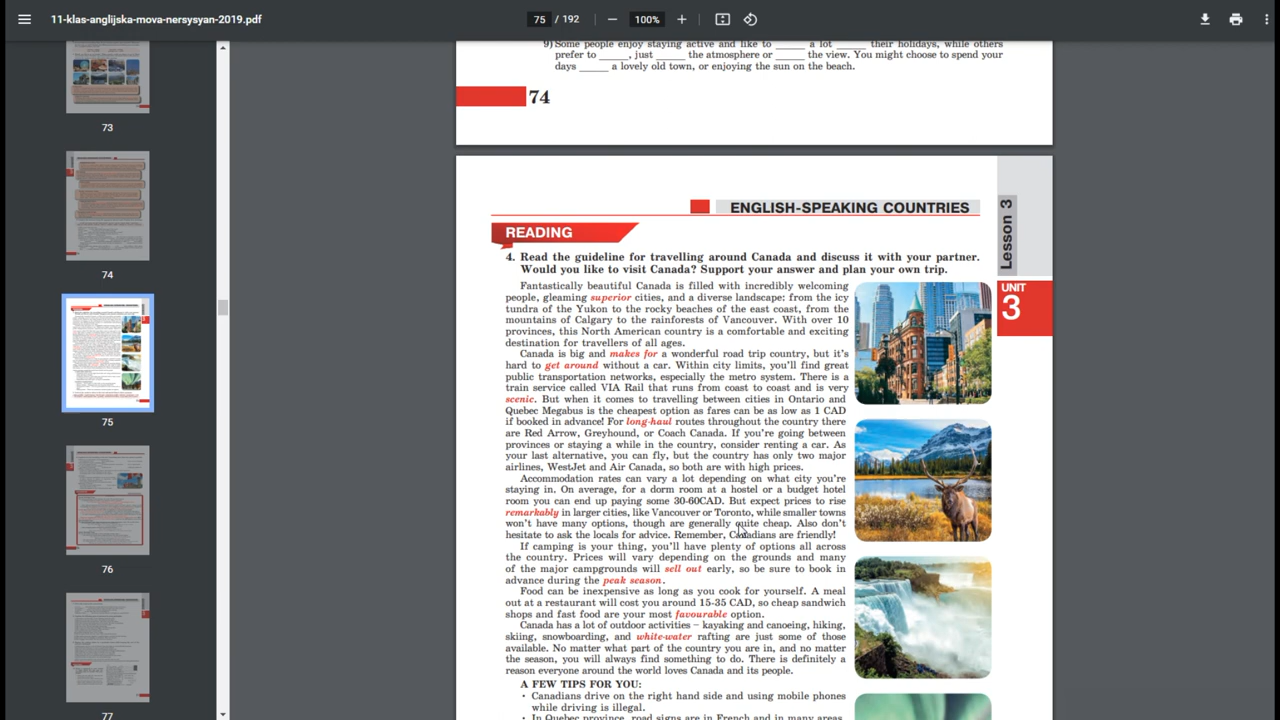 11-klas-anglijska-mova-nersysyan-2019.pdf
75 / 192
100%
73
74
75
76
77
9) Some people enjoy staying active and like to _____ a lot _____ their holidays, while others
prefer to _____, just _____ the atmosphere or _____ the view. You might choose to spend your
days _____ a lovely old town, or enjoying the sun on the beach.
74
ENGLISH-SPEAKING COUNTRIES
Lesson 3
UNIT
3
READING
4. Read the guideline for travelling around Canada and discuss it with your partner.
Would you like to visit Canada? Support your answer and plan your own trip.
Fantastically beautiful Canada is filled with incredibly welcoming
people, gleaming superior cities, and a diverse landscape: from the icy
tundra of the Yukon to the rocky beaches of the east coast, from the
mountains of Calgary to the rainforests of Vancouver. With over 10
provinces, this North American country is a comfortable and exciting
destination for travellers of all ages.
Canada is big and makes for a wonderful road trip country, but it's
hard to get around without a car. Within city limits, you'll find great
public transportation networks, especially the metro system. There is a
train service called VIA Rail that runs from coast to coast and is very
scenic. But when it comes to travelling between cities in Ontario and
Quebec Megabus is the cheapest option as fares can be as low as 1 CAD
if booked in advance! For long-haul routes throughout the country there
are Red Arrow, Greyhound, or Coach Canada. If you're going between
provinces or staying a while in the country, consider renting a car. As
your last alternative, you can fly, but the country has only two major
airlines, WestJet and Air Canada, so both are with high prices.
Accommodation rates can vary a lot depending on what city you're
staying in. On average, for a dorm room at a hostel or a budget hotel
room you can end up paying some 30-60CAD. But expect prices to rise
remarkably in larger cities, like Vancouver or Toronto, while smaller towns
won't have many options, though are generally quite cheap. Also don't
hesitate to ask the locals for advice. Remember, Canadians are friendly!
If camping is your thing, you'll have plenty of options all across
the country. Prices will vary depending on the grounds and many
of the major campgrounds will sell out early, so be sure to book in
advance during the peak season.
Food can be inexpensive as long as you cook for yourself. A meal
out at a restaurant will cost you around 15-35 CAD, so cheap sandwich
shops and fast food are your most favourable option.
Canada has a lot of outdoor activities – kayaking and canoeing, hiking,
skiing, snowboarding, and white-water rafting are just some of those
available. No matter what part of the country you are in, and no matter
the season, you will always find something to do. There is definitely a
reason everyone around the world loves Canada and its people.
A FEW TIPS FOR YOU:
• Canadians drive on the right hand side and using mobile phones
while driving is illegal.
• In Quebec province, road signs are in French and in many areas,